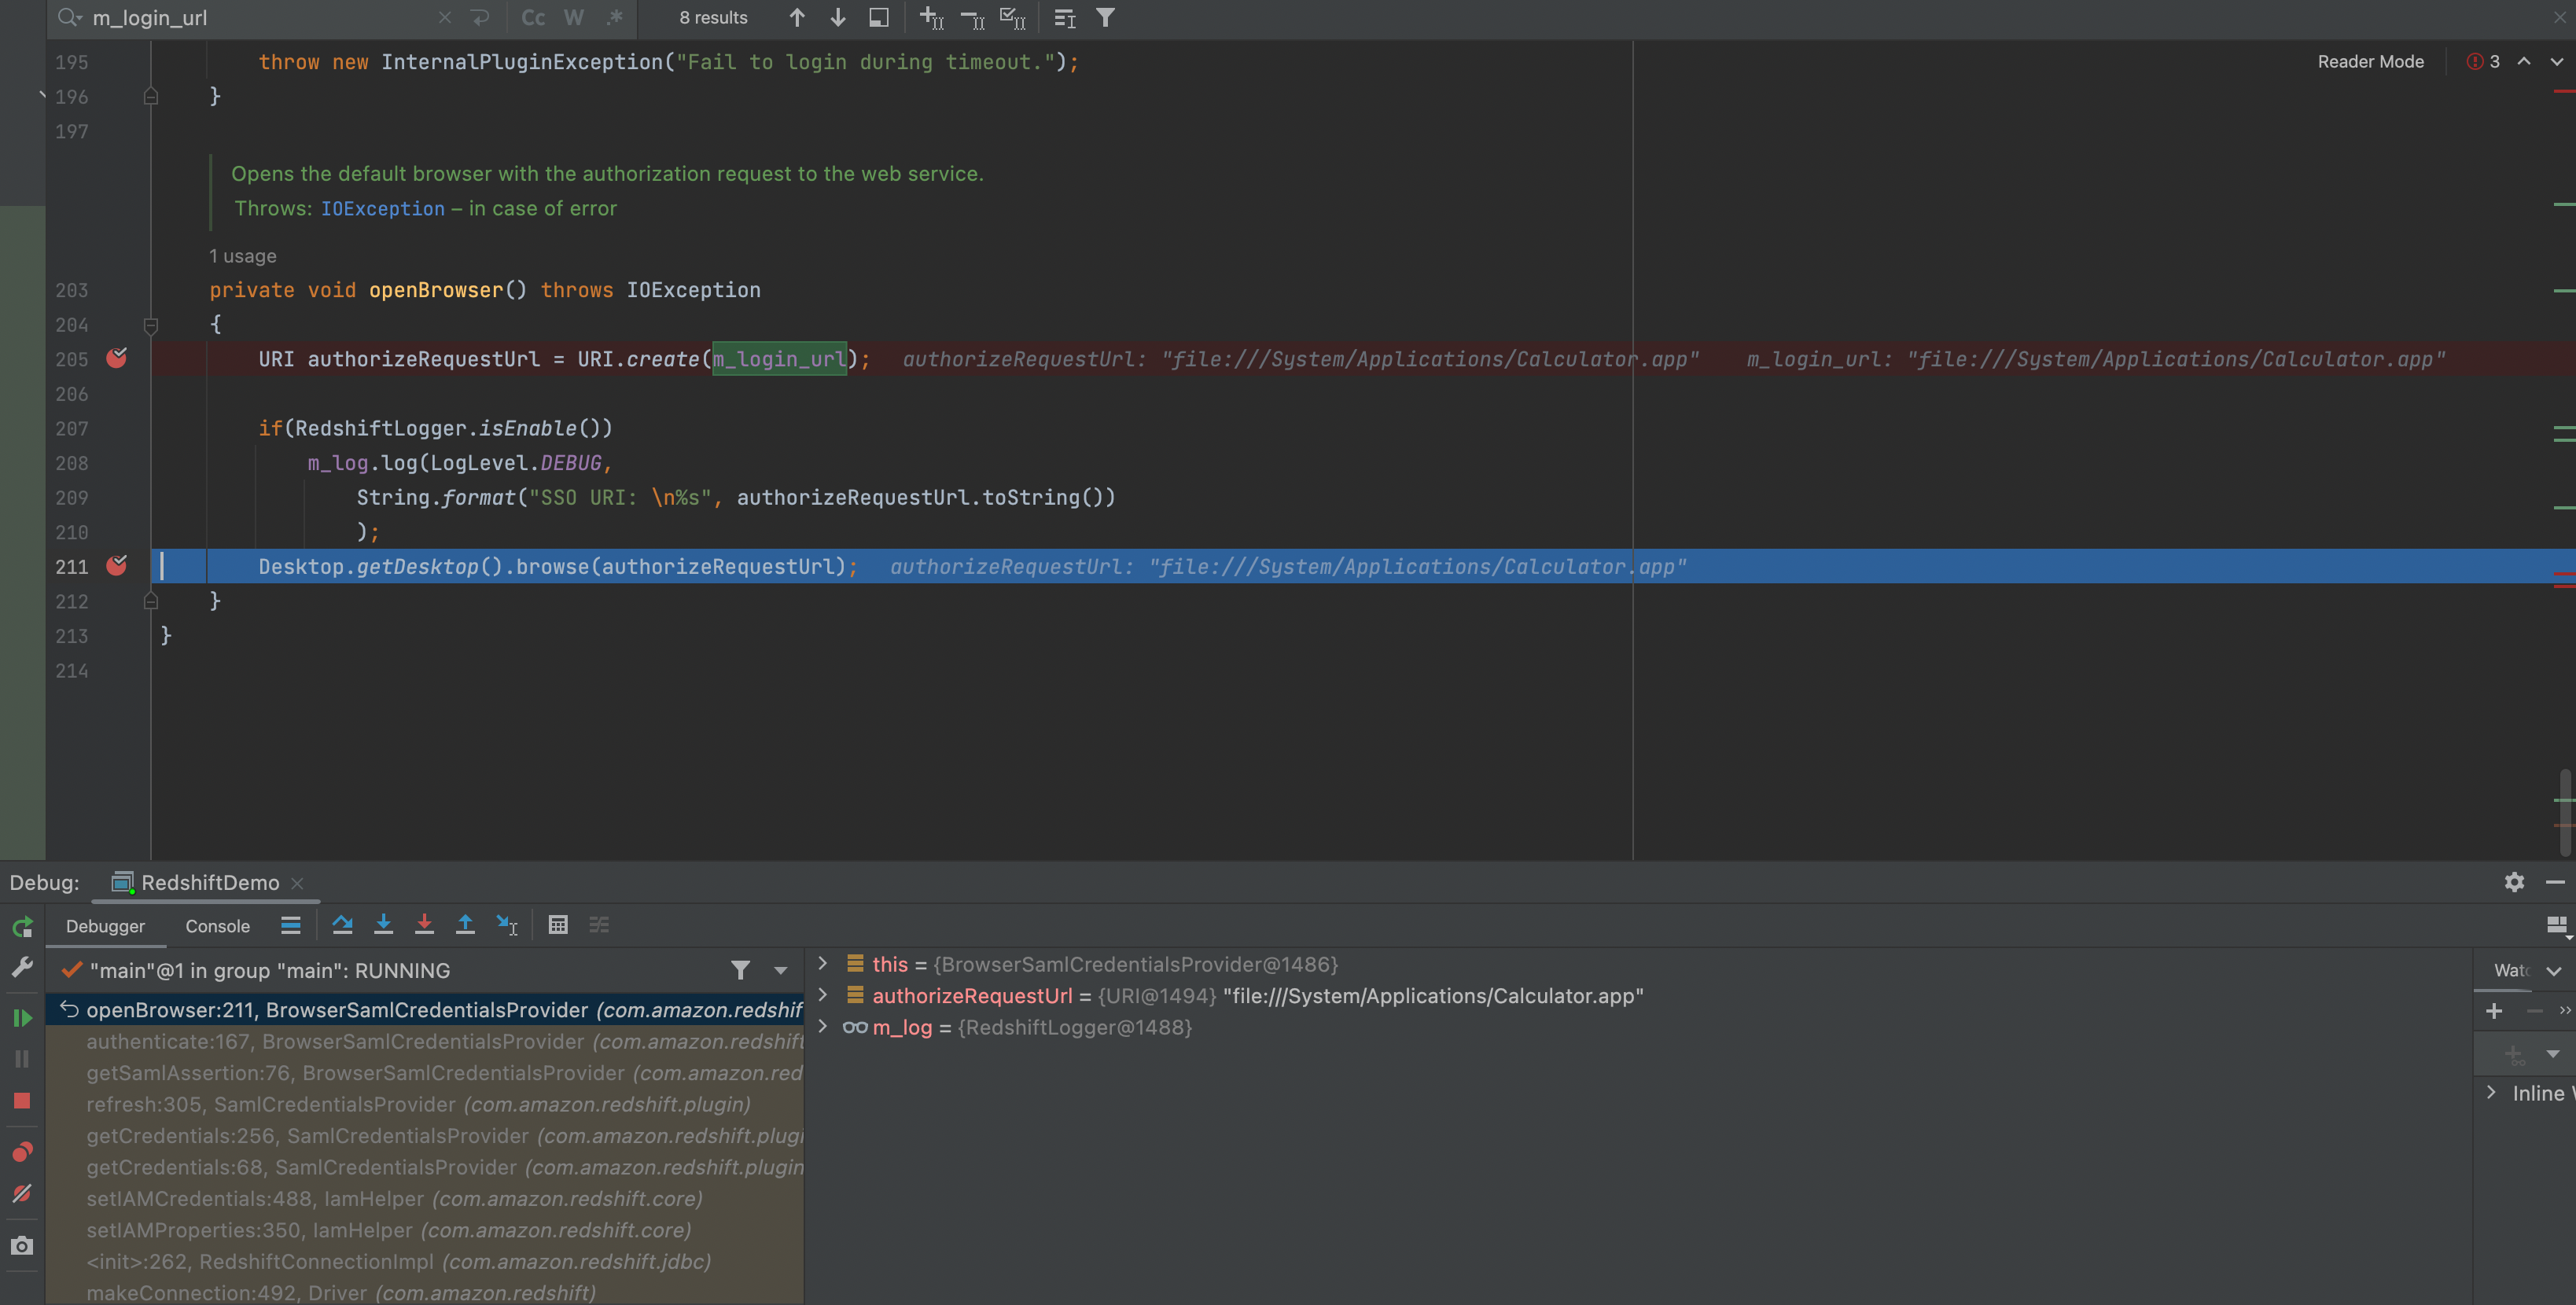 m_login_url
Cc W .*
8 results
195 throw new InternalPluginException("Fail to login during timeout.");
Reader Mode 3
196 }
197
Opens the default browser with the authorization request to the web service.
Throws: IOException – in case of error
1 usage
203 private void openBrowser() throws IOException
204 {
205 URI authorizeRequestUrl = URI.create(m_login_url); authorizeRequestUrl: "file:///System/Applications/Calculator.app" m_login_url: "file:///System/Applications/Calculator.app"
206
207 if(RedshiftLogger.isEnable())
208 m_log.log(LogLevel.DEBUG,
209 String.format("SSO URI: \n%s", authorizeRequestUrl.toString())
210 );
211 Desktop.getDesktop().browse(authorizeRequestUrl); authorizeRequestUrl: "file:///System/Applications/Calculator.app"
212 }
213 }
214
Debug: RedshiftDemo
Debugger Console
"main"@1 in group "main": RUNNING
openBrowser:211, BrowserSamlCredentialsProvider (com.amazon.redshif
authenticate:167, BrowserSamlCredentialsProvider (com.amazon.redshift
getSamlAssertion:76, BrowserSamlCredentialsProvider (com.amazon.red
refresh:305, SamlCredentialsProvider (com.amazon.redshift.plugin)
getCredentials:256, SamlCredentialsProvider (com.amazon.redshift.plugi
getCredentials:68, SamlCredentialsProvider (com.amazon.redshift.plugin
setIAMCredentials:488, IamHelper (com.amazon.redshift.core)
setIAMProperties:350, IamHelper (com.amazon.redshift.core)
<init>:262, RedshiftConnectionImpl (com.amazon.redshift.jdbc)
makeConnection:492, Driver (com.amazon.redshift)
this = {BrowserSamlCredentialsProvider@1486}
authorizeRequestUrl = {URI@1494} "file:///System/Applications/Calculator.app"
m_log = {RedshiftLogger@1488}
Watc
Inline W